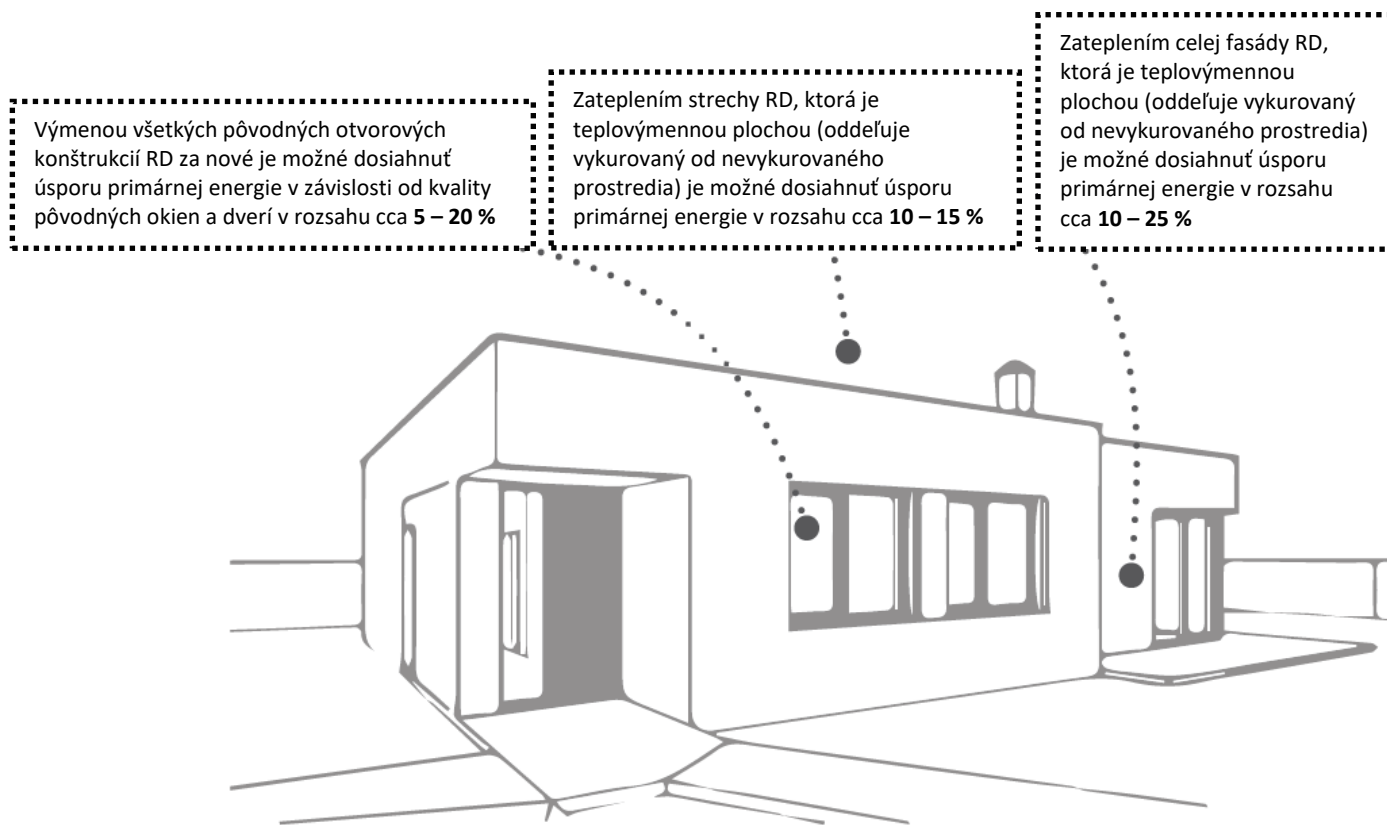 Výmenou všetkých pôvodných otvorových
konštrukcií RD za nové je možné dosiahnuť
úsporu primárnej energie v závislosti od kvality
pôvodných okien a dverí v rozsahu cca 5 – 20 %
Zateplením strechy RD, ktorá je
teplovýmennou plochou (oddeľuje
vykurovaný od nevykurovaného
prostredia) je možné dosiahnuť úsporu
primárnej energie v rozsahu cca 10 – 15 %
Zateplením celej fasády RD,
ktorá je teplovýmennou
plochou (oddeľuje vykurovaný
od nevykurovaného prostredia)
je možné dosiahnuť úsporu
primárnej energie v rozsahu
cca 10 – 25 %